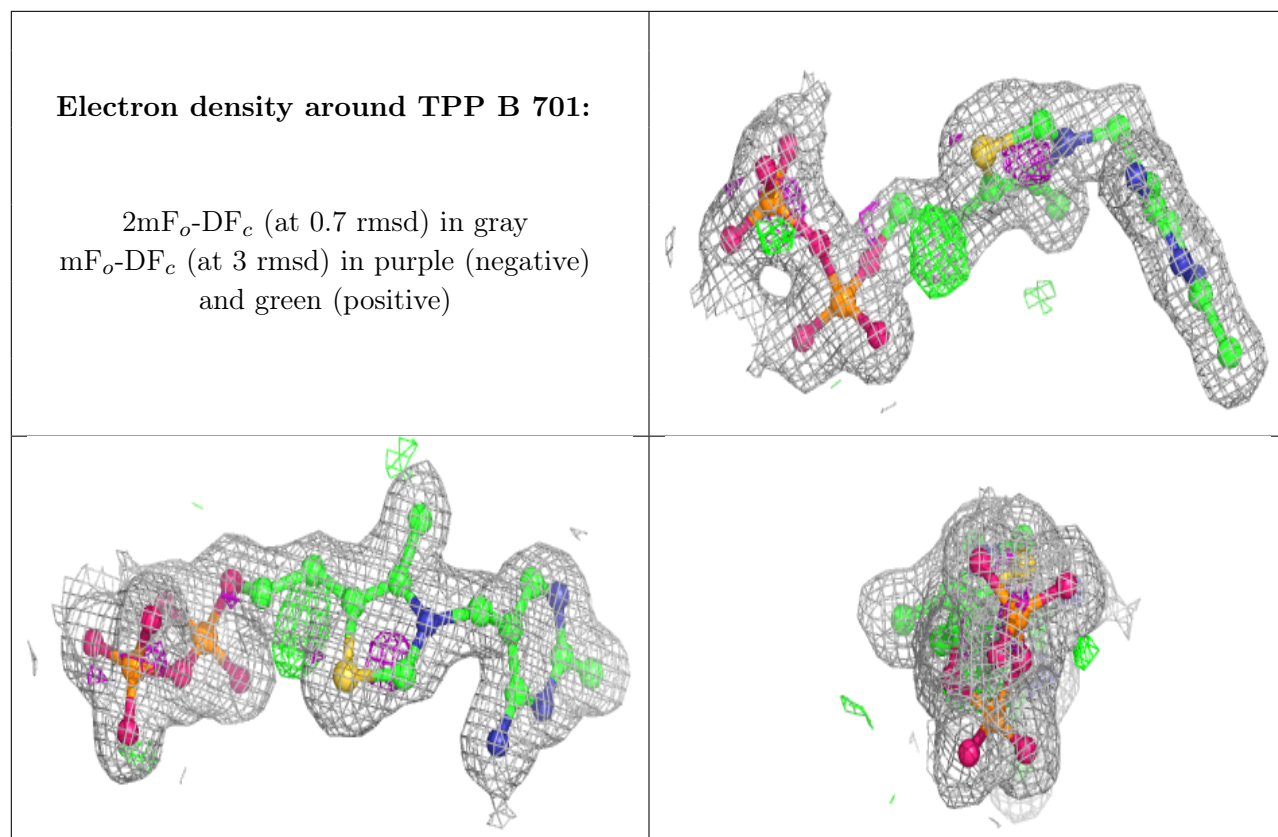 Electron density around TPP B 701:
2mFo-DFc (at 0.7 rmsd) in gray
mFo-DFc (at 3 rmsd) in purple (negative)
and green (positive)